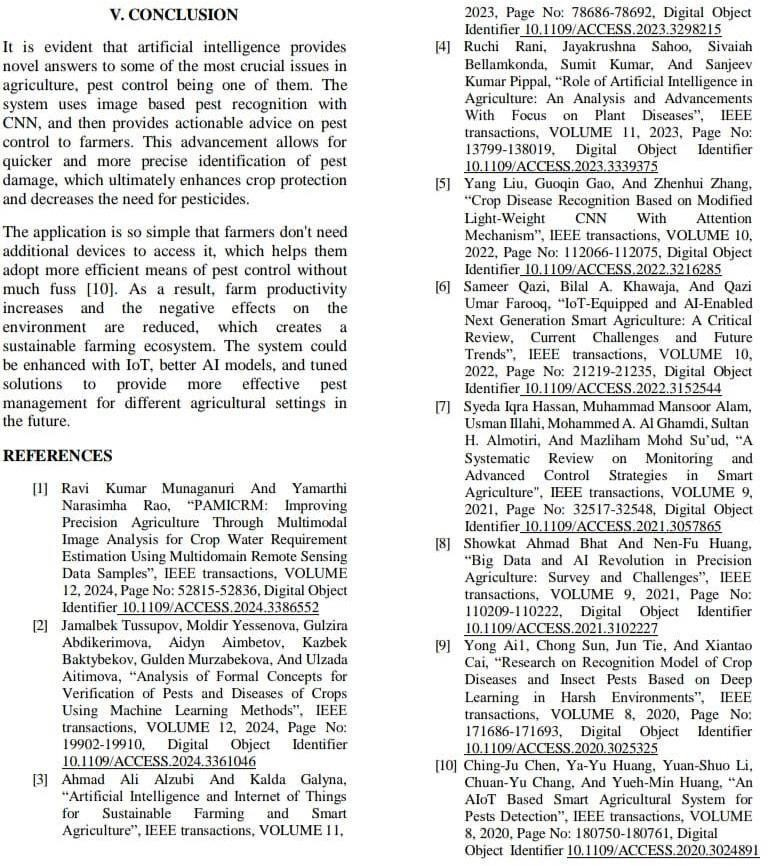 V. CONCLUSION
It is evident that artificial intelligence provides
novel answers to some of the most crucial issues in
agriculture, pest control being one of them. The
system uses image based pest recognition with
CNN, and then provides actionable advice on pest
control to farmers. This advancement allows for
quicker and more precise identification of pest
damage, which ultimately enhances crop protection
and decreases the need for pesticides.
The application is so simple that farmers don't need
additional devices to access it, which helps them
adopt more efficient means of pest control without
much fuss [10]. As a result, farm productivity
increases and the negative effects on the
environment are reduced, which creates a
sustainable farming ecosystem. The system could
be enhanced with IoT, better AI models, and tuned
solutions to provide more effective pest
management for different agricultural settings in
the future.
REFERENCES
[1] Ravi Kumar Munaganuri And Yamarthi
Narasimha Rao, “PAMICRM: Improving
Precision Agriculture Through Multimodal
Image Analysis for Crop Water Requirement
Estimation Using Multidomain Remote Sensing
Data Samples”, IEEE transactions, VOLUME
12, 2024, Page No: 52815-52836, Digital Object
Identifier 10.1109/ACCESS.2024.3386552
[2] Jamalbek Tussupov, Moldir Yessenova, Gulzira
Abdikerimova, Aidyn Aimbetov, Kazbek
Baktybekov, Gulden Murzabekova, And Ulzada
Aitimova, “Analysis of Formal Concepts for
Verification of Pests and Diseases of Crops
Using Machine Learning Methods”, IEEE
transactions, VOLUME 12, 2024, Page No:
19902-19910, Digital Object Identifier
10.1109/ACCESS.2024.3361046
[3] Ahmad Ali Alzubi And Kalda Galyna,
“Artificial Intelligence and Internet of Things
for Sustainable Farming and Smart
Agriculture”, IEEE transactions, VOLUME 11,
2023, Page No: 78686-78692, Digital Object
Identifier 10.1109/ACCESS.2023.3298215
[4] Ruchi Rani, Jayakrushna Sahoo, Sivaiah
Bellamkonda, Sumit Kumar, And Sanjeev
Kumar Pippal, “Role of Artificial Intelligence in
Agriculture: An Analysis and Advancements
With Focus on Plant Diseases”, IEEE
transactions, VOLUME 11, 2023, Page No:
13799-138019, Digital Object Identifier
10.1109/ACCESS.2023.3339375
[5] Yang Liu, Guoqin Gao, And Zhenhui Zhang,
“Crop Disease Recognition Based on Modified
Light-Weight CNN With Attention
Mechanism”, IEEE transactions, VOLUME 10,
2022, Page No: 112066-112075, Digital Object
Identifier 10.1109/ACCESS.2022.3216285
[6] Sameer Qazi, Bilal A. Khawaja, And Qazi
Umar Farooq, “IoT-Equipped and AI-Enabled
Next Generation Smart Agriculture: A Critical
Review, Current Challenges and Future
Trends”, IEEE transactions, VOLUME 10,
2022, Page No: 21219-21235, Digital Object
Identifier 10.1109/ACCESS.2022.3152544
[7] Syeda Iqra Hassan, Muhammad Mansoor Alam,
Usman Illahi, Mohammed A. Al Ghamdi, Sultan
H. Almotiri, And Mazliham Mohd Su’ud, “A
Systematic Review on Monitoring and
Advanced Control Strategies in Smart
Agriculture", IEEE transactions, VOLUME 9,
2021, Page No: 32517-32548, Digital Object
Identifier 10.1109/ACCESS.2021.3057865
[8] Showkat Ahmad Bhat And Nen-Fu Huang,
“Big Data and AI Revolution in Precision
Agriculture: Survey and Challenges”, IEEE
transactions, VOLUME 9, 2021, Page No:
110209-110222, Digital Object Identifier
10.1109/ACCESS.2021.3102227
[9] Yong Ai1, Chong Sun, Jun Tie, And Xiantao
Cai, “Research on Recognition Model of Crop
Diseases and Insect Pests Based on Deep
Learning in Harsh Environments”, IEEE
transactions, VOLUME 8, 2020, Page No:
171686-171693, Digital Object Identifier
10.1109/ACCESS.2020.3025325
[10] Ching-Ju Chen, Ya-Yu Huang, Yuan-Shuo Li,
Chuan-Yu Chang, And Yueh-Min Huang, “An
AIoT Based Smart Agricultural System for
Pests Detection”, IEEE transactions, VOLUME
8, 2020, Page No: 180750-180761, Digital
Object Identifier 10.1109/ACCESS.2020.3024891